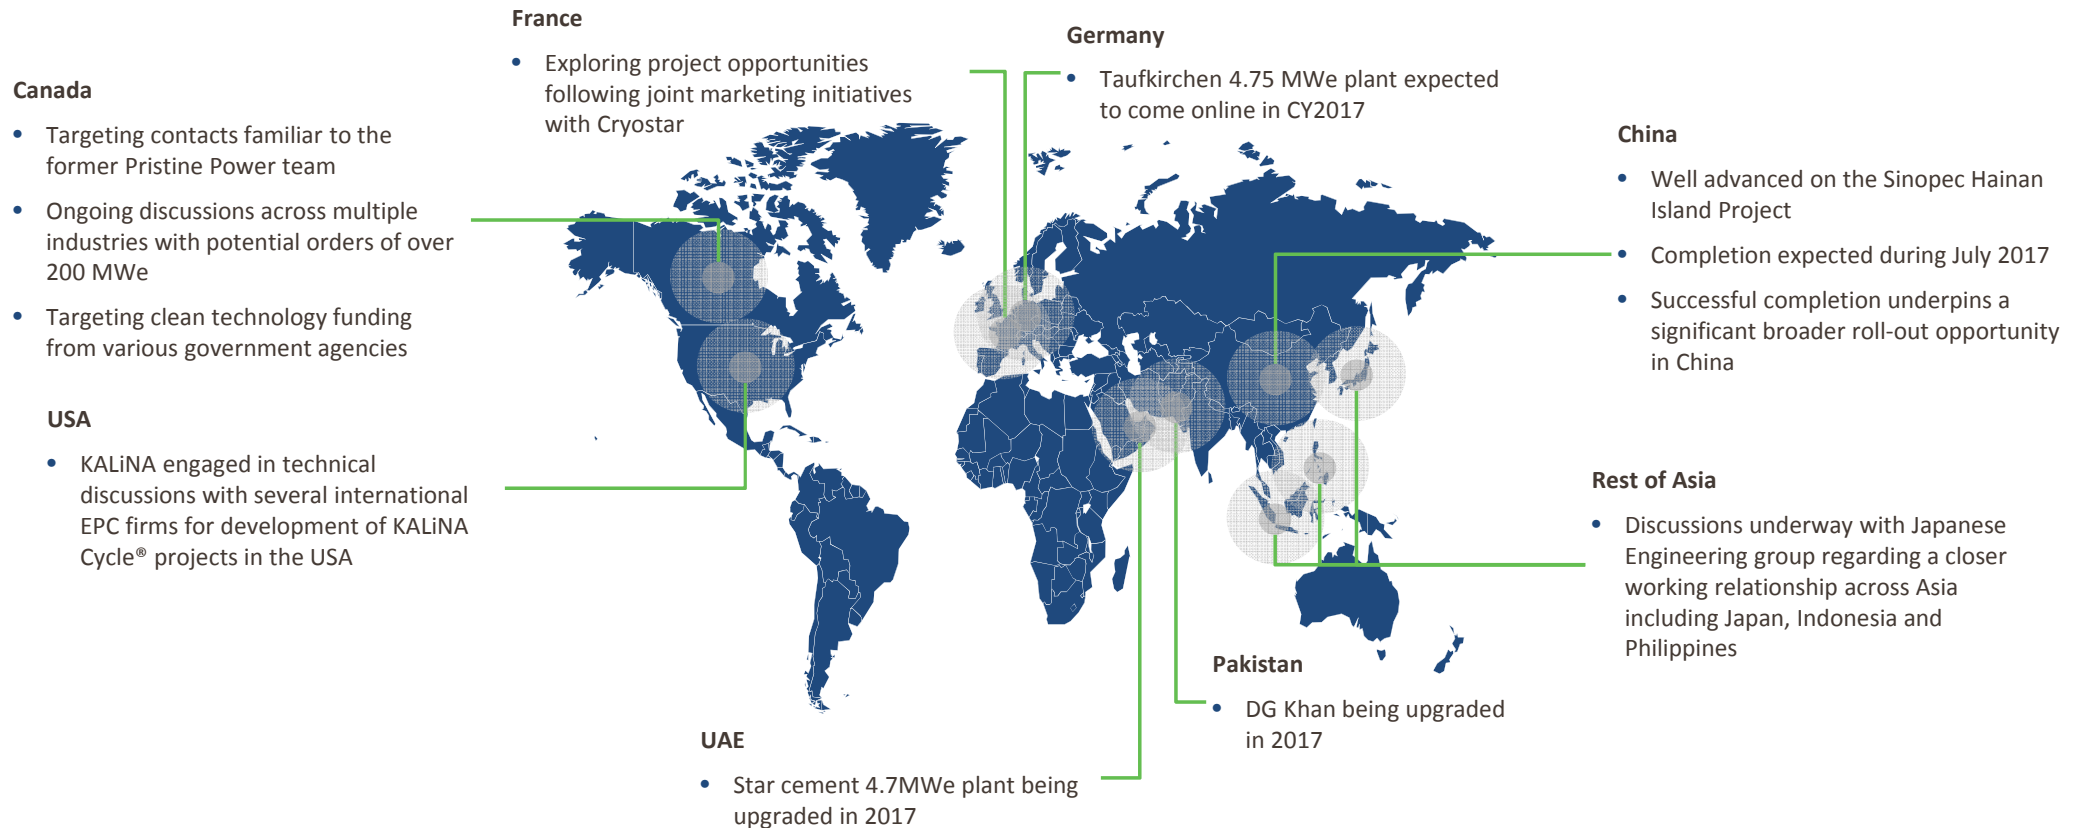 France
• Exploring project opportunities
following joint marketing initiatives
with Cryostar
Germany
• Taufkirchen 4.75 MWe plant expected
to come online in CY2017
Canada
• Targeting contacts familiar to the
former Pristine Power team
• Ongoing discussions across multiple
industries with potential orders of over
200 MWe
• Targeting clean technology funding
from various government agencies
China
• Well advanced on the Sinopec Hainan
Island Project
• Completion expected during July 2017
• Successful completion underpins a
significant broader roll-out opportunity
in China
USA
• KALiNA engaged in technical
discussions with several international
EPC firms for development of KALiNA
Cycle® projects in the USA
Rest of Asia
• Discussions underway with Japanese
Engineering group regarding a closer
working relationship across Asia
including Japan, Indonesia and
Philippines
Pakistan
• DG Khan being upgraded
in 2017
UAE
• Star cement 4.7MWe plant being
upgraded in 2017